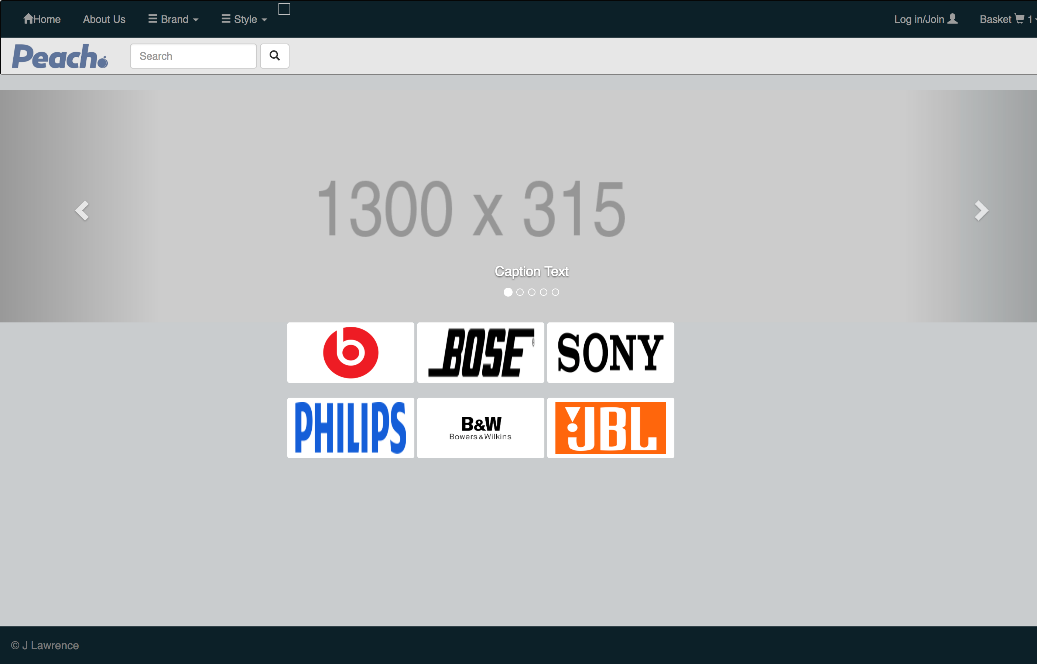 Home About Us Brand Style Log in/Join Basket 1
Peach. Search
1300 x 315
Caption Text
b BOSE SONY
PHILIPS B&W JBL
Bowers & Wilkins
© J Lawrence